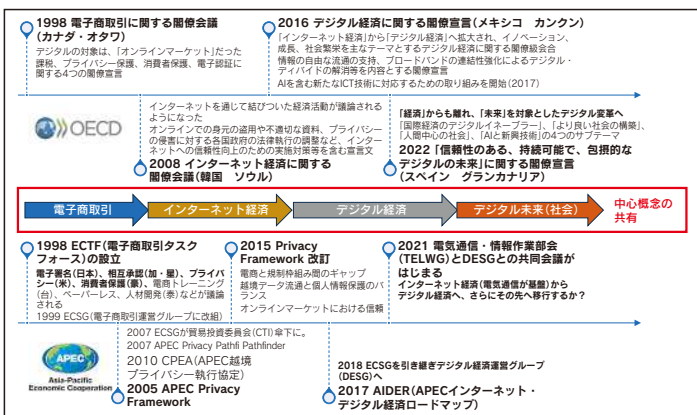 1998 電子商取引に関する閣僚会議
（カナダ・オタワ）
デジタルの対象は、「オンラインマーケット」だった
課税、プライバシー保護、消費者保護、電子認証に
関する4つの閣僚宣言
2016 デジタル経済に関する閣僚宣言（メキシコ　カンクン）
「インターネット経済」から「デジタル経済」へ拡大され、イノベーション、
成長、社会繁栄を主なテーマとするデジタル経済に関する閣僚級会合
情報の自由な流通の支持、ブロードバンドの連結性強化によるデジタル・
ディバイドの解消等を内容とする閣僚宣言
AIを含む新たなICT技術に対応するための取り組みを開始（2017）
OECD
インターネットを通じて結びついた経済活動が議論される
ようになった
オンラインでの身元の盗用や不適切な資料、プライバシー
の侵害に対する各国政府の法律執行の調整など、インターネ
ットへの信頼性向上のための実施対策等を含む宣言文
2008 インターネット経済に関する
閣僚会議（韓国　ソウル）
「経済」からも離れ、「未来」を対象としたデジタル変革へ
「国際経済のデジタルイネーブラー」、「より良い社会の構築」、
「人間中心の社会」、「AIと新興技術」の4つのサブテーマ
2022 「信頼性のある、持続可能で、包摂的な
デジタルの未来」に関する閣僚宣言
（スペイン　グランカナリア）
電子商取引
インターネット経済
デジタル経済
デジタル未来（社会）
中心概念の
共有
1998 ECTF（電子商取引タスク
フォース）の設立
電子署名（日本）、相互承認（加・星）、プライバ
シー（米）、消費者保護（豪）、電商トレーニング
（台）、ペーパーレス、人材開発（泰）などが議論
される
1999 ECSG（電子商取引運営グループに改組）
2015 Privacy
Framework 改訂
電商と規制枠組み間のギャップ
越境データ流通と個人情報保護のバ
ランス
オンラインマーケットにおける信頼
2021 電気通信・情報作業部会
（TELWG）とDESGとの共同会議が
はじまる
インターネット経済（電気通信が基盤）から
デジタル経済へ、さらにその先へ移行するか？
APEC
Asia-Pacific
Economic Cooperation
2007 ECSGが貿易投資委員会（CTI）傘下に。
2007 APEC Privacy Pathfi Pathfinder
2010 CPEA（APEC越境
プライバシー執行協定）
2005 APEC Privacy
Framework
2018 ECSGを引き継ぎデジタル経済運営グループ
（DESG）へ
2017 AIDER（APECインターネット・
デジタル経済ロードマップ）